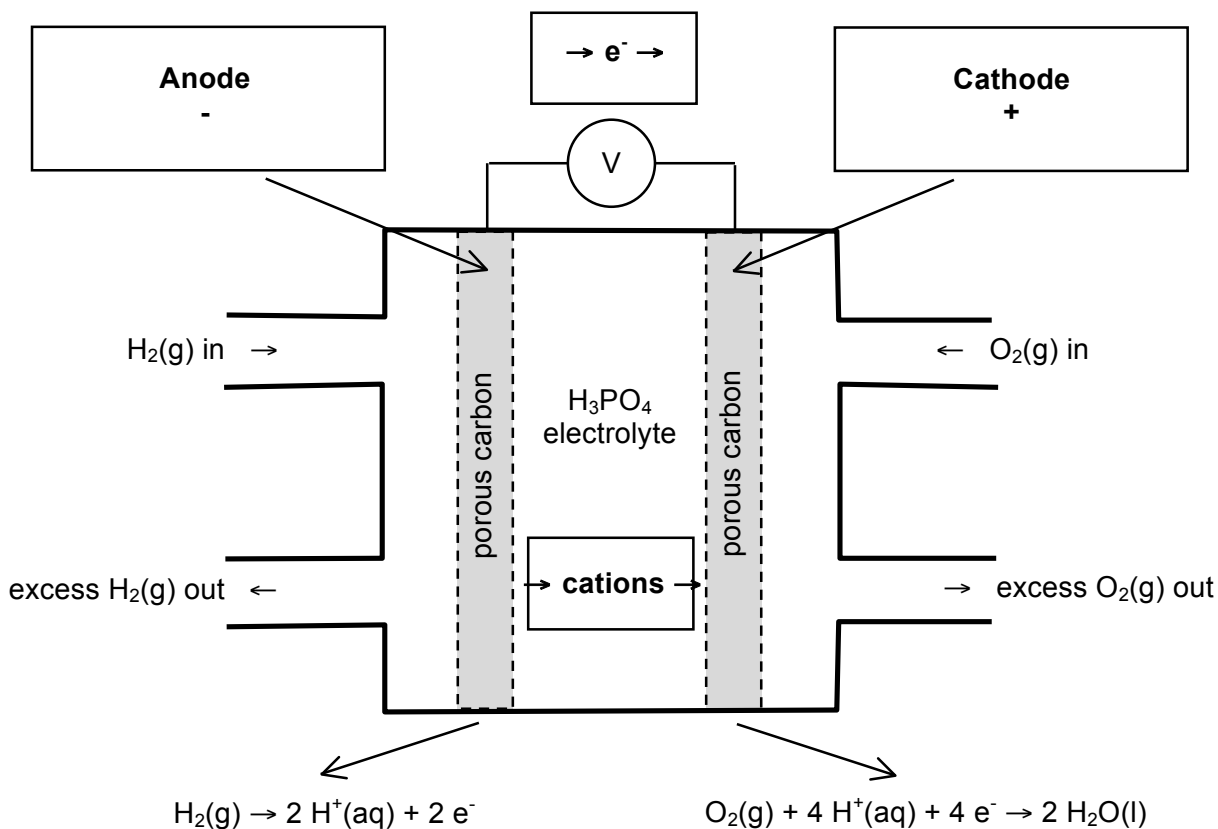 Anode
-
→ e⁻ →
Cathode
+
V
H₂(g) in →
← O₂(g) in
porous carbon
H₃PO₄
electrolyte
porous carbon
→ cations →
excess H₂(g) out ←
→ excess O₂(g) out
H₂(g) → 2 H⁺(aq) + 2 e⁻
O₂(g) + 4 H⁺(aq) + 4 e⁻ → 2 H₂O(l)